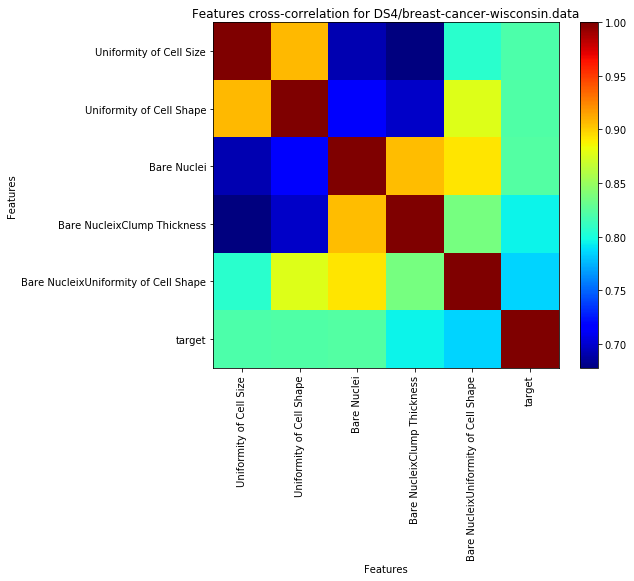 Features cross-correlation for DS4/breast-cancer-wisconsin.data
Uniformity of Cell Size
Uniformity of Cell Shape
Bare Nuclei
Bare NucleixClump Thickness
Bare NucleixUniformity of Cell Shape
target
Features
1.00
0.95
0.90
0.85
0.80
0.75
0.70
Uniformity of Cell Size
Uniformity of Cell Shape
Bare Nuclei
Bare NucleixClump Thickness
Bare NucleixUniformity of Cell Shape
target
Features